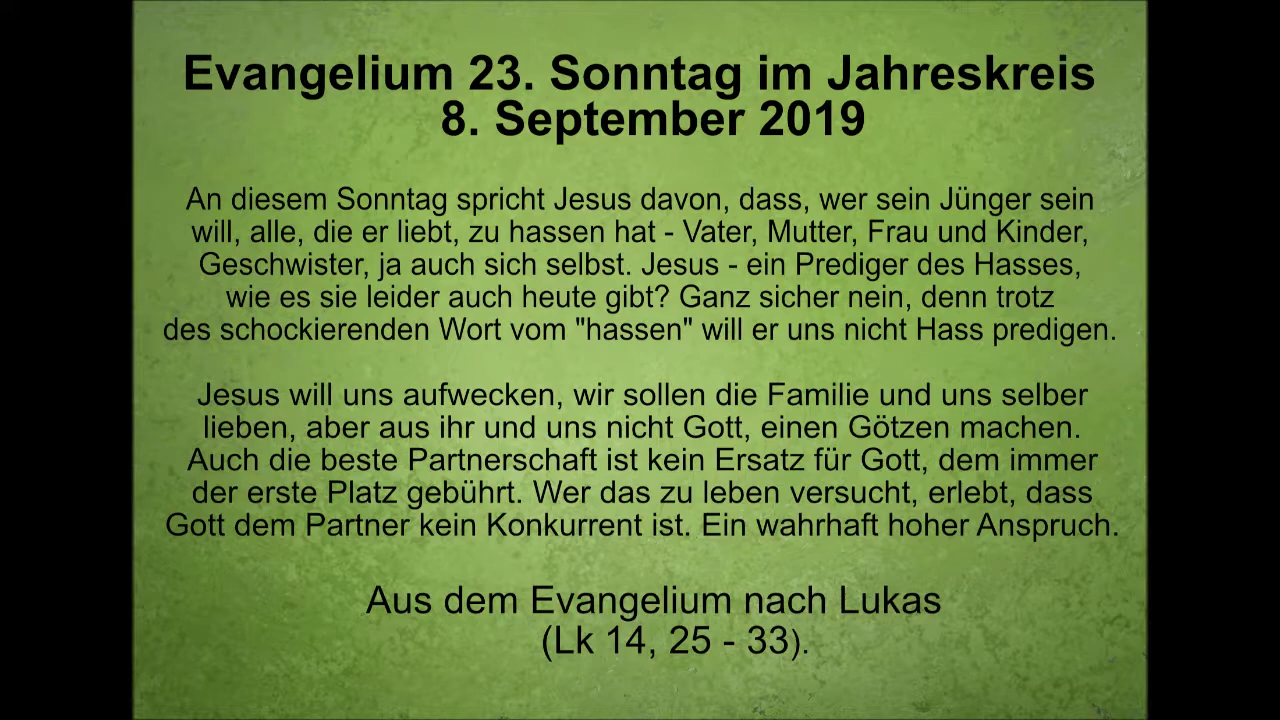 Evangelium 23. Sonntag im Jahreskreis
8. September 2019
An diesem Sonntag spricht Jesus davon, dass, wer sein Jünger sein
will, alle, die er liebt, zu hassen hat - Vater, Mutter, Frau und Kinder,
Geschwister, ja auch sich selbst. Jesus - ein Prediger des Hasses,
wie es sie leider auch heute gibt? Ganz sicher nein, denn trotz
des schockierenden Wort vom "hassen" will er uns nicht Hass predigen.
Jesus will uns aufwecken, wir sollen die Familie und uns selber
lieben, aber aus ihr und uns nicht Gott, einen Götzen machen.
Auch die beste Partnerschaft ist kein Ersatz für Gott, dem immer
der erste Platz gebührt. Wer das zu leben versucht, erlebt, dass
Gott dem Partner kein Konkurrent ist. Ein wahrhaft hoher Anspruch.
Aus dem Evangelium nach Lukas
(Lk 14, 25 - 33).